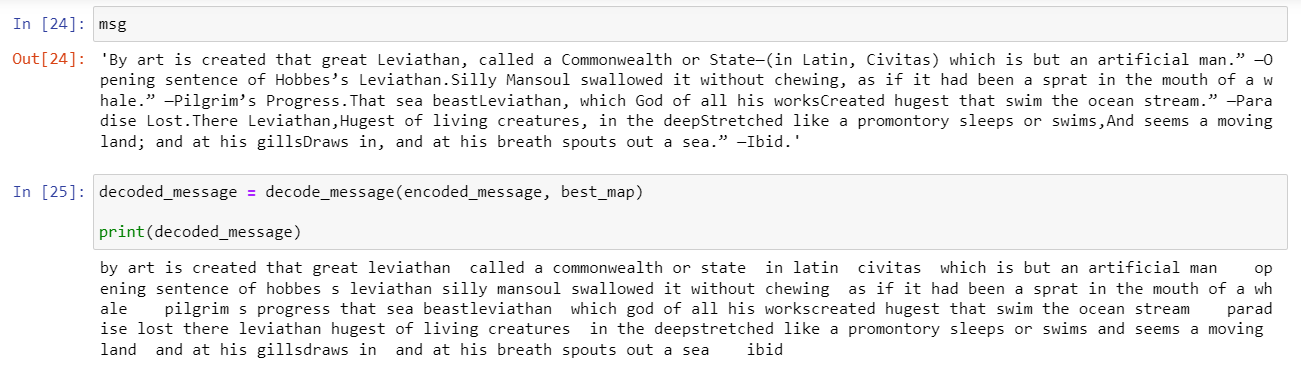 In [24]: msg
Out[24]: 'By art is created that great Leviathan, called a Commonwealth or State—(in Latin, Civitas) which is but an artificial man.” —O
pening sentence of Hobbes’s Leviathan.Silly Mansoul swallowed it without chewing, as if it had been a sprat in the mouth of a w
hale.” —Pilgrim’s Progress.That sea beastLeviathan, which God of all his worksCreated hugest that swim the ocean stream.” —Para
dise Lost.There Leviathan,Hugest of living creatures, in the deepStretched like a promontory sleeps or swims,And seems a moving
land; and at his gillsDraws in, and at his breath spouts out a sea.” —Ibid.'
In [25]: decoded_message = decode_message(encoded_message, best_map)
print(decoded_message)
by art is created that great leviathan  called a commonwealth or state  in latin  civitas  which is but an artificial man    op
ening sentence of hobbes s leviathan silly mansoul swallowed it without chewing  as if it had been a sprat in the mouth of a wh
ale    pilgrim s progress that sea beastleviathan  which god of all his workscreated hugest that swim the ocean stream    parad
ise lost there leviathan hugest of living creatures  in the deepstretched like a promontory sleeps or swims and seems a moving
land  and at his gillsdraws in  and at his breath spouts out a sea    ibid